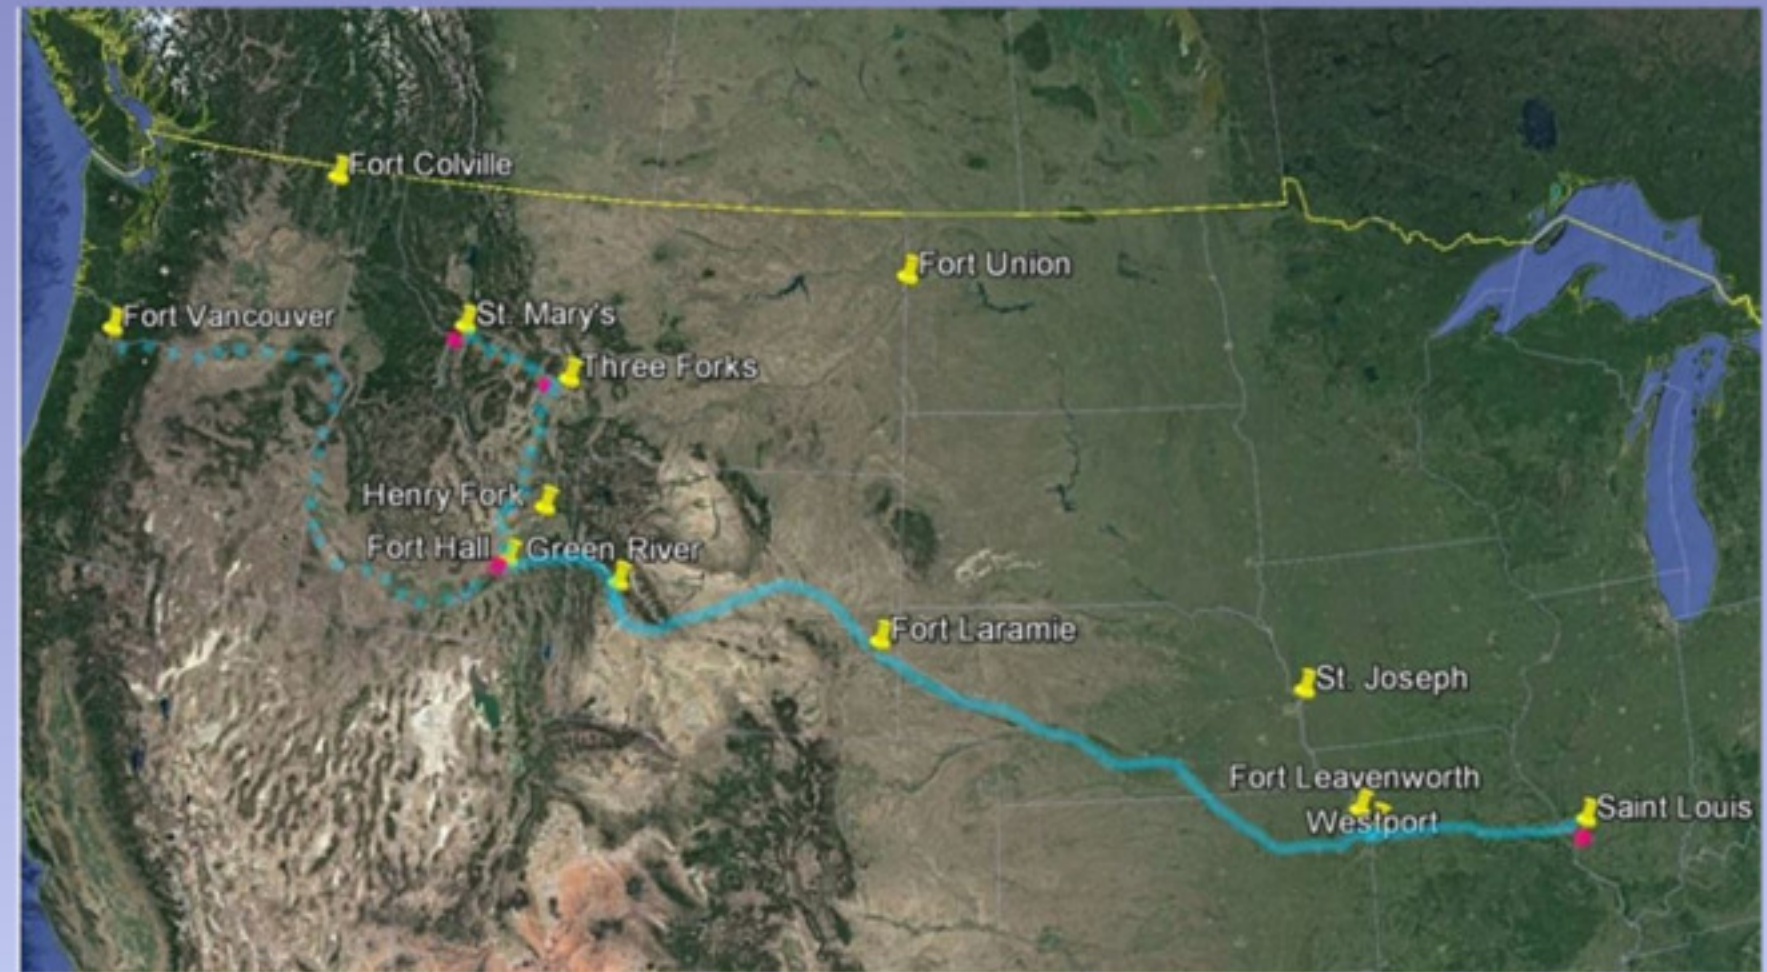 Fort Colville
Fort Union
Fort Vancouver
St. Mary's
Three Forks
Henry Fork
Fort Hall
Green River
Fort Laramie
St. Joseph
Fort Leavenworth
Westport
Saint Louis